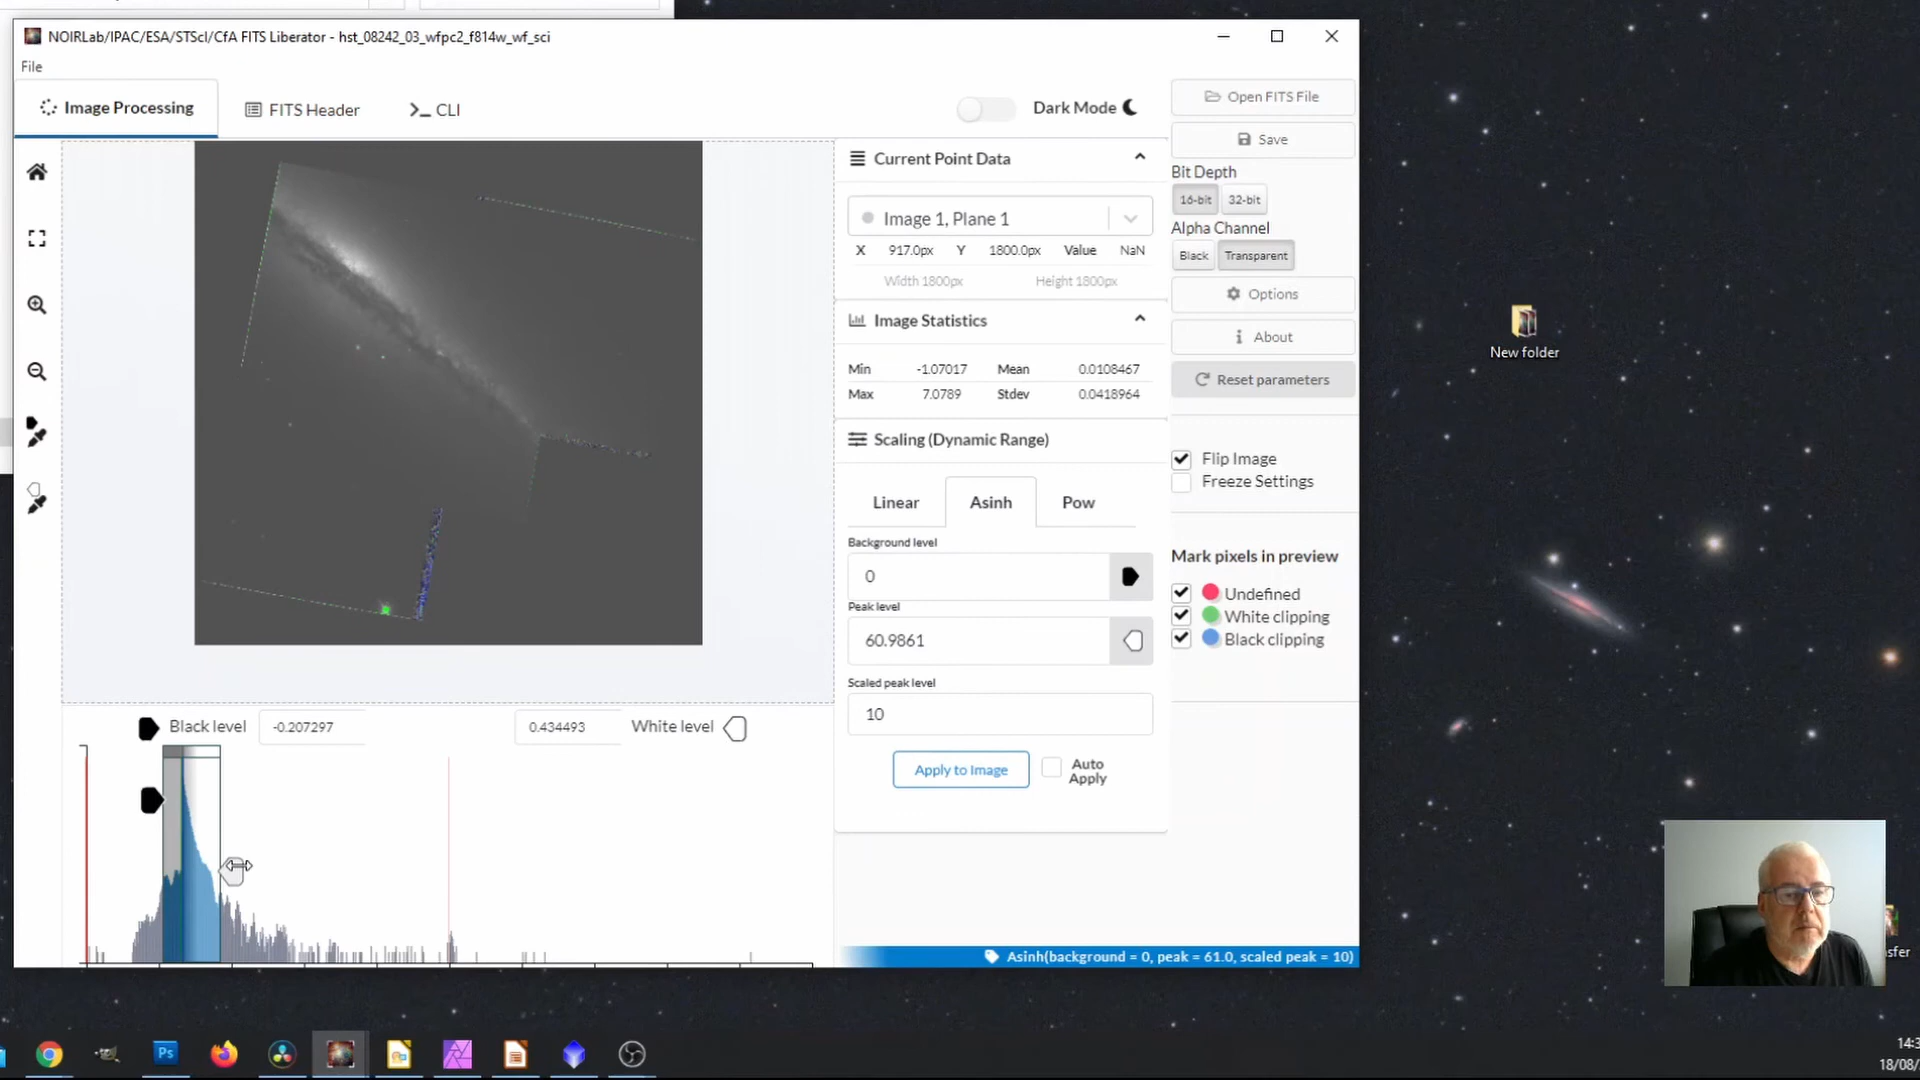 NOIRLab/IPAC/ESA/STScI/CfA FITS Liberator - hst_08242_03_wfpc2_f814w_wf_sci
File
Image Processing
FITS Header
CLI
Dark Mode
Open FITS File
Save
Bit Depth
16-bit
32-bit
Alpha Channel
Black
Transparent
Options
About
Reset parameters
Flip Image
Freeze Settings
Mark pixels in preview
Undefined
White clipping
Black clipping
Current Point Data
Image 1, Plane 1
X 917.0px Y 1800.0px Value NaN
Width 1800px Height 1800px
Image Statistics
Min -1.07017 Mean 0.0108467
Max 7.0789 Stdev 0.0418964
Scaling (Dynamic Range)
Linear
Asinh
Pow
Background level
0
Peak level
60.9861
Scaled peak level
10
Apply to Image
Auto
Apply
Black level -0.207297
0.434493 White level
Asinh(background = 0, peak = 61.0, scaled peak = 10)
New folder
Ps
18/08/